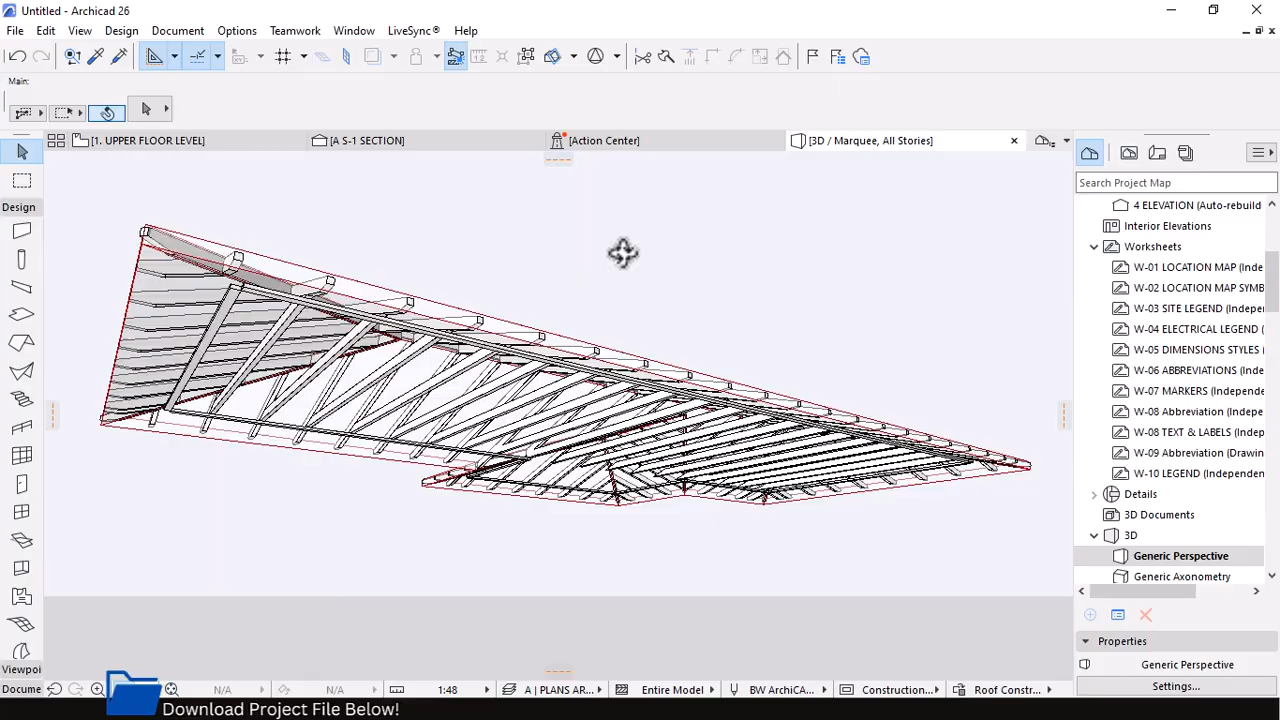 Untitled - Archicad 26
File Edit View Design Document Options Teamwork Window LiveSync® Help
Main:
[1. UPPER FLOOR LEVEL] [A S-1 SECTION] [Action Center] [3D / Marquee, All Stories]
Search Project Map
Design
4 ELEVATION (Auto-rebuild
Interior Elevations
Worksheets
W-01 LOCATION MAP (Inde
W-02 LOCATION MAP SYMB
W-03 SITE LEGEND (Indepen
W-04 ELECTRICAL LEGEND (
W-05 DIMENSIONS STYLES (
W-06 ABBREVIATIONS (Inde
W-07 MARKERS (Independe
W-08 Abbreviation (Indepe
W-08 TEXT & LABELS (Indep
W-09 Abbreviation (Drawin
W-10 LEGEND (Independen
Details
3D Documents
3D
Generic Perspective
Generic Axonometry
Properties
Generic Perspective
Settings...
Viewpoi
Docume
N/A N/A 1:48 A | PLANS AR... Entire Model BW ArchiCA... Construction... Roof Constr...
Download Project File Below!